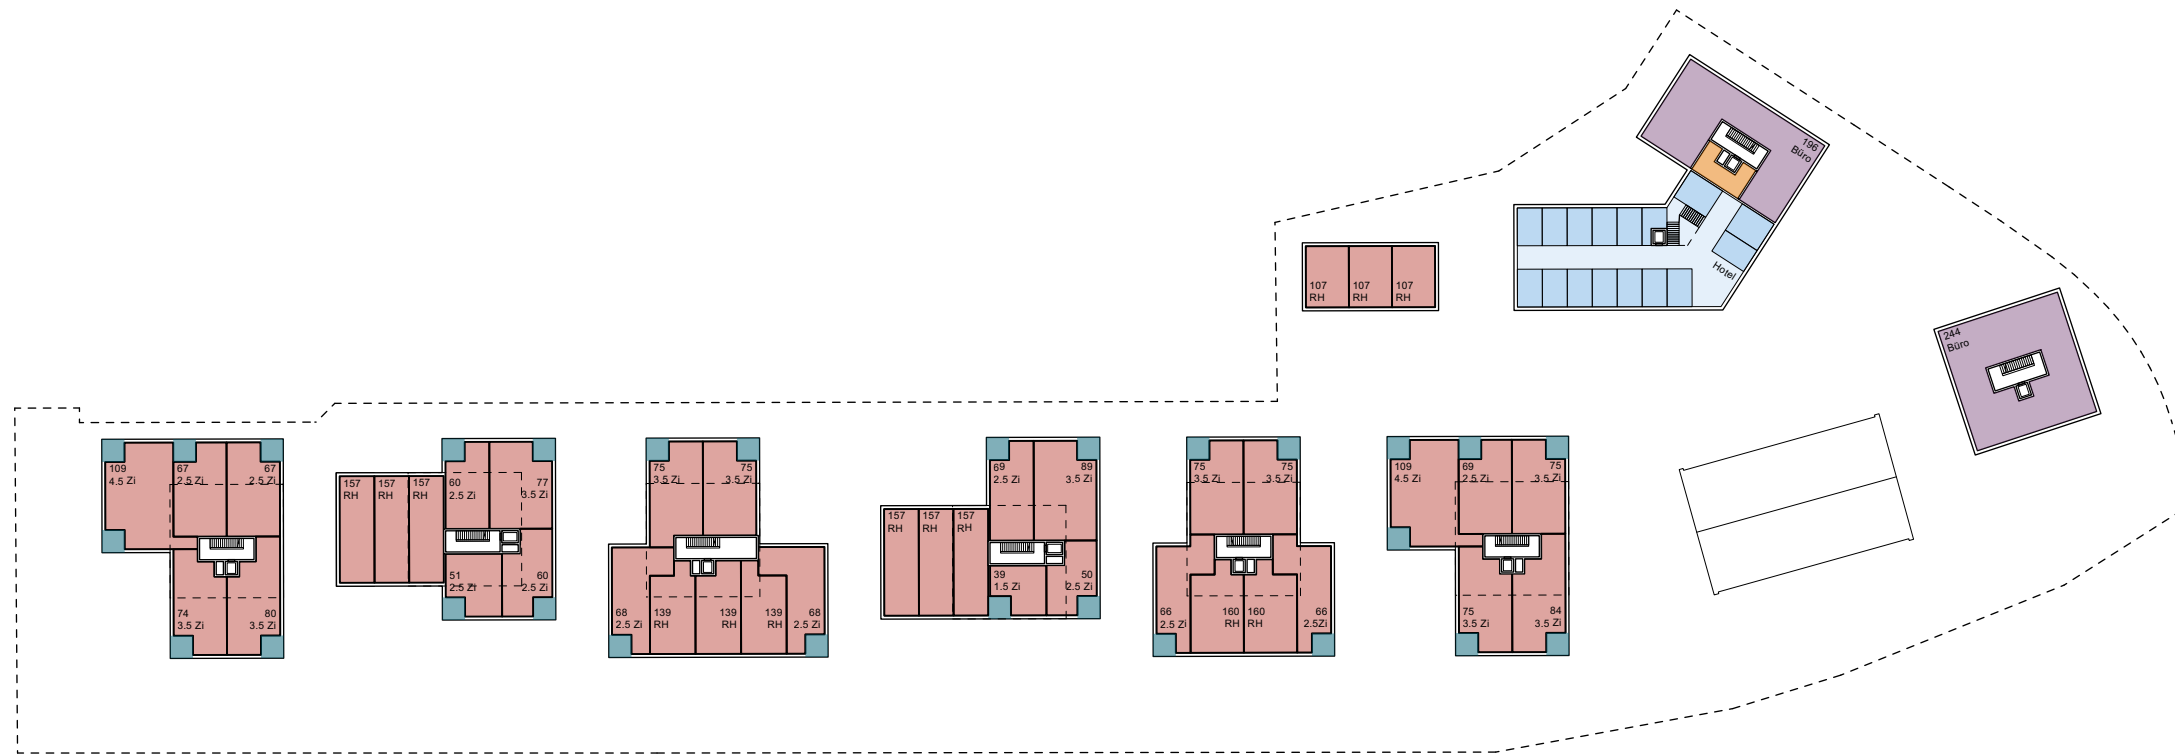 196
Büro
Hotel
107
RH
107
RH
107
RH
244
Büro
109
4.5 Zi
67
2.5 Zi
67
2.5 Zi
74
3.5 Zi
80
3.5 Zi
157
RH
157
RH
157
RH
60
2.5 Zi
77
3.5 Zi
51
2.5 Zi
60
2.5 Zi
75
3.5 Zi
75
3.5 Zi
68
2.5 Zi
139
RH
139
RH
139
RH
68
2.5 Zi
157
RH
157
RH
157
RH
69
2.5 Zi
89
3.5 Zi
39
1.5 Zi
50
2.5 Zi
75
3.5 Zi
75
3.5 Zi
66
2.5 Zi
160
RH
160
RH
66
2.5Zi
109
4.5 Zi
69
2.5 Zi
75
3.5 Zi
75
3.5 Zi
84
3.5 Zi